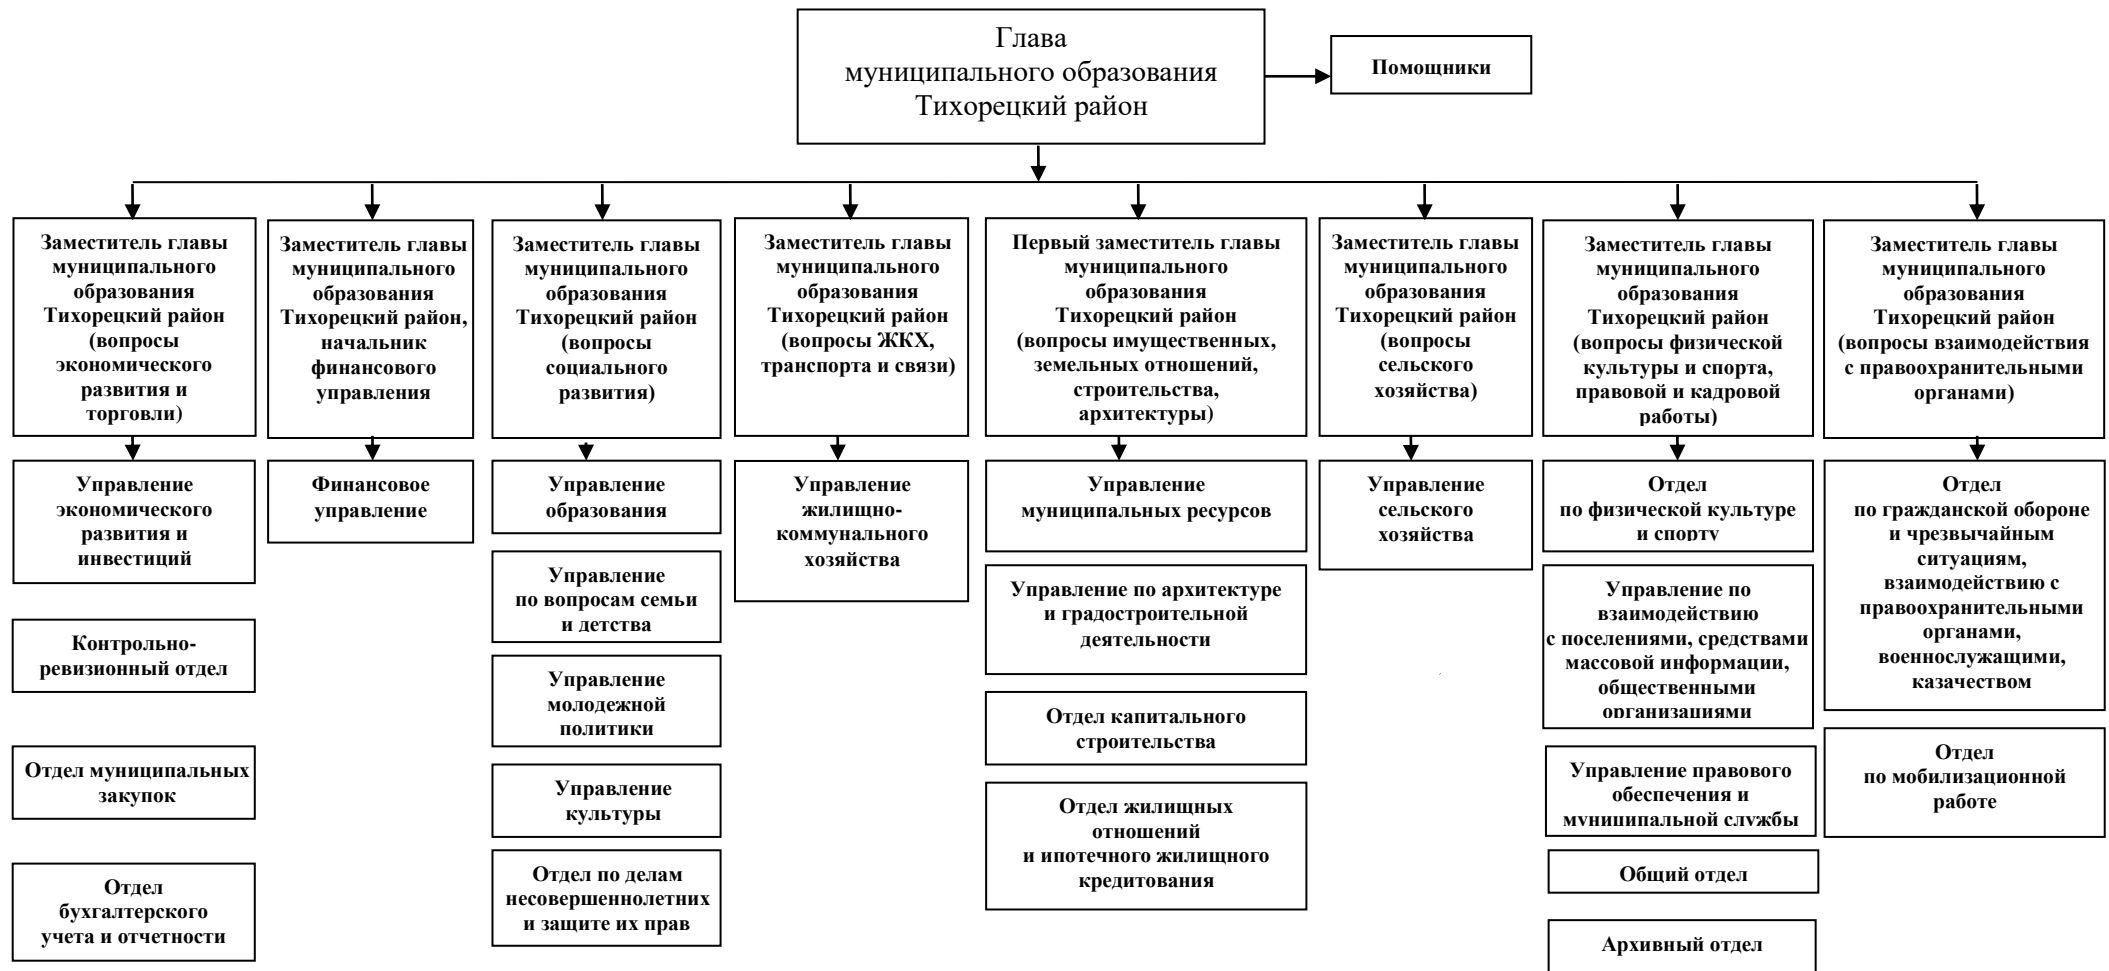 Глава
муниципального образования
Тихорецкий район
Помощники
Заместитель главы
муниципального
образования
Тихорецкий район
(вопросы
экономического
развития и
торговли)
Заместитель главы
муниципального
образования
Тихорецкий район,
начальник
финансового
управления
Заместитель главы
муниципального
образования
Тихорецкий район
(вопросы
социального
развития)
Заместитель главы
муниципального
образования
Тихорецкий район
(вопросы ЖКХ,
транспорта и связи)
Первый заместитель главы
муниципального
образования
Тихорецкий район
(вопросы имущественных,
земельных отношений,
строительства,
архитектуры)
Заместитель главы
муниципального
образования
Тихорецкий район
(вопросы
сельского
хозяйства)
Заместитель главы
муниципального
образования
Тихорецкий район
(вопросы физической
культуры и спорта,
правовой и кадровой
работы)
Заместитель главы
муниципального
образования
Тихорецкий район
(вопросы взаимодействия
с правоохранительными
органами)
Управление
экономического
развития и
инвестиций
Контрольно-
ревизионный отдел
Отдел муниципальных
закупок
Отдел
бухгалтерского
учета и отчетности
Финансовое
управление
Управление
образования
Управление
по вопросам семьи
и детства
Управление
молодежной
политики
Управление
культуры
Отдел по делам
несовершеннолетних
и защите их прав
Управление
жилищно-
коммунального
хозяйства
Управление
муниципальных ресурсов
Управление по архитектуре
и градостроительной
деятельности
Отдел капитального
строительства
Отдел жилищных
отношений
и ипотечного жилищного
кредитования
Управление
сельского
хозяйства
Отдел
по физической культуре
и спорту
Управление по
взаимодействию
с поселениями, средствами
массовой информации,
общественными
организациями
Управление правового
обеспечения и
муниципальной службы
Общий отдел
Архивный отдел
Отдел
по гражданской обороне
и чрезвычайным
ситуациям,
взаимодействию с
правоохранительными
органами,
военнослужащими,
казачеством
Отдел
по мобилизационной
работе